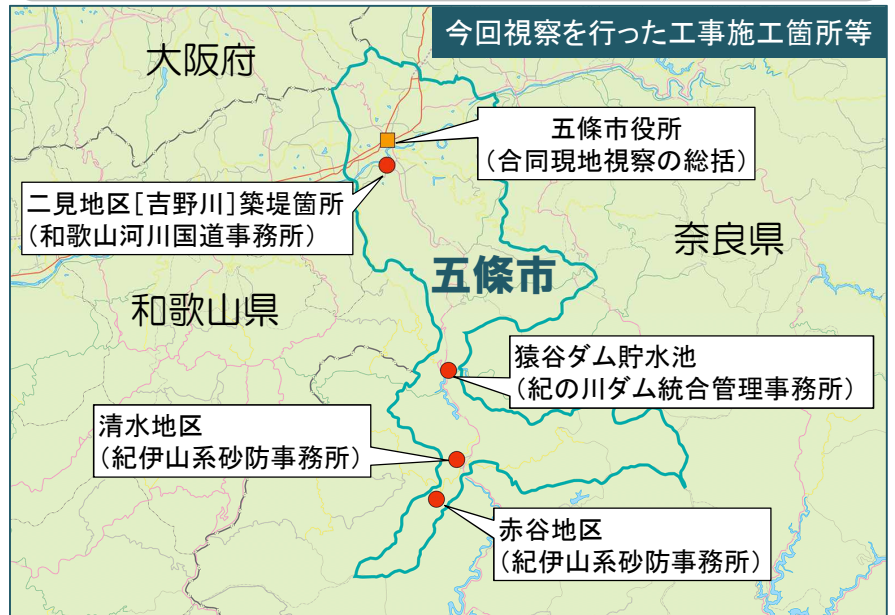 今回視察を行った工事施工箇所等
大阪府
五條市役所
（合同現地視察の総括）
二見地区［吉野川］築堤箇所
（和歌山河川国道事務所）
奈良県
五條市
和歌山県
猿谷ダム貯水池
（紀の川ダム統合管理事務所）
清水地区
（紀伊山系砂防事務所）
赤谷地区
（紀伊山系砂防事務所）